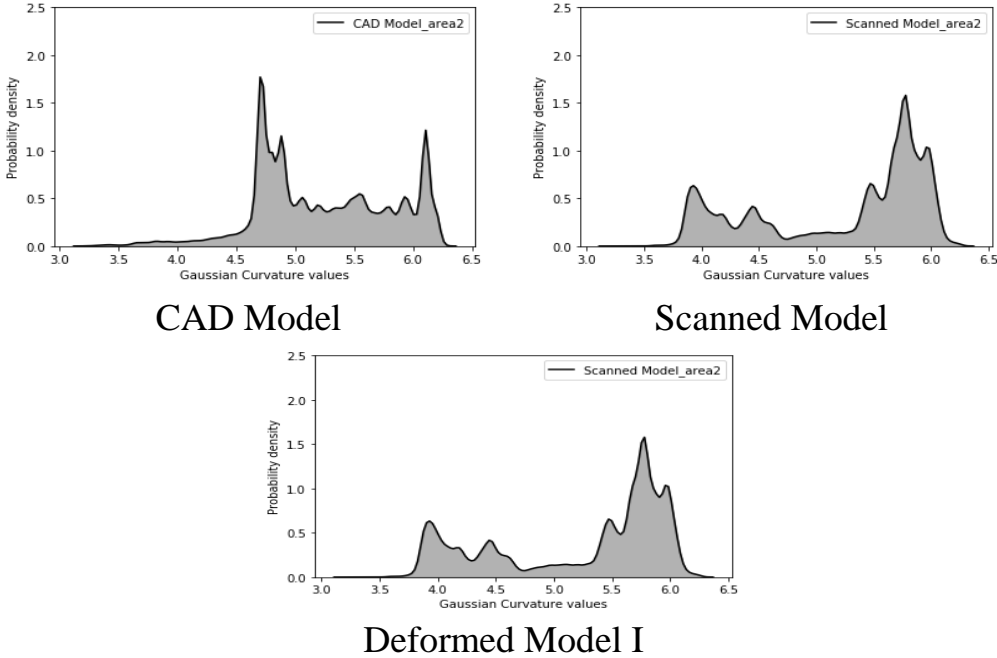 2.5
2.0
1.5
1.0
0.5
0.0
Probability density
CAD Model_area2
3.0 3.5 4.0 4.5 5.0 5.5 6.0 6.5
Gaussian Curvature values
CAD Model
2.5
2.0
1.5
1.0
0.5
0.0
Probability density
Scanned Model_area2
3.0 3.5 4.0 4.5 5.0 5.5 6.0 6.5
Gaussian Curvature values
Scanned Model
2.5
2.0
1.5
1.0
0.5
0.0
Probability density
Scanned Model_area2
3.0 3.5 4.0 4.5 5.0 5.5 6.0 6.5
Gaussian Curvature values
Deformed Model I